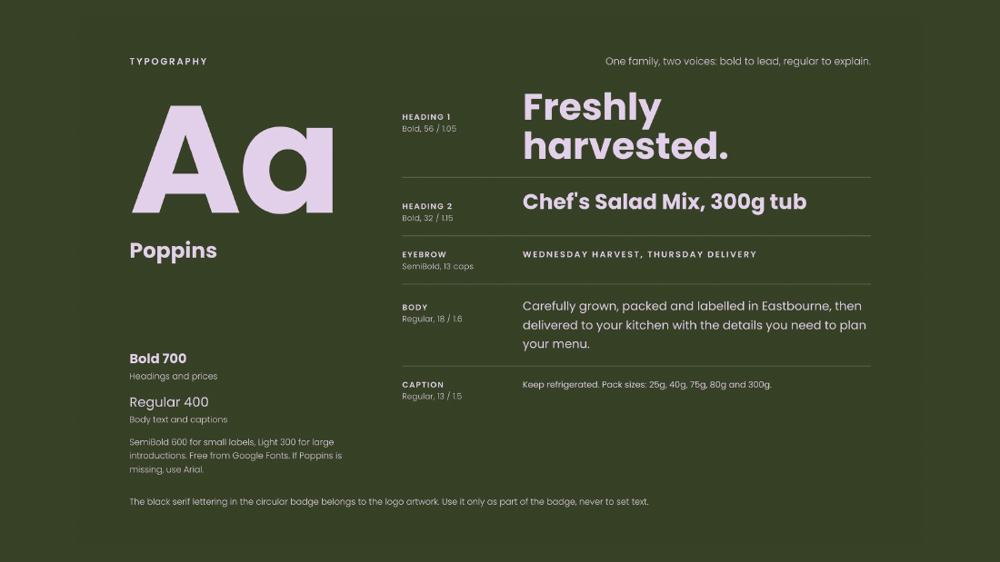 TYPOGRAPHY
One family, two voices: bold to lead, regular to explain.
Aa
Poppins
Bold 700
Headings and prices
Regular 400
Body text and captions
SemiBold 600 for small labels, Light 300 for large
introductions. Free from Google Fonts. If Poppins is
missing, use Arial.
HEADING 1
Bold, 56 / 1.05
Freshly
harvested.
HEADING 2
Bold, 32 / 1.15
Chef's Salad Mix, 300g tub
EYEBROW
SemiBold, 13 caps
WEDNESDAY HARVEST, THURSDAY DELIVERY
BODY
Regular, 18 / 1.6
Carefully grown, packed and labelled in Eastbourne, then
delivered to your kitchen with the details you need to plan
your menu.
CAPTION
Regular, 13 / 1.5
Keep refrigerated. Pack sizes: 25g, 40g, 75g, 80g and 300g.
The black serif lettering in the circular badge belongs to the logo artwork. Use it only as part of the badge, never to set text.